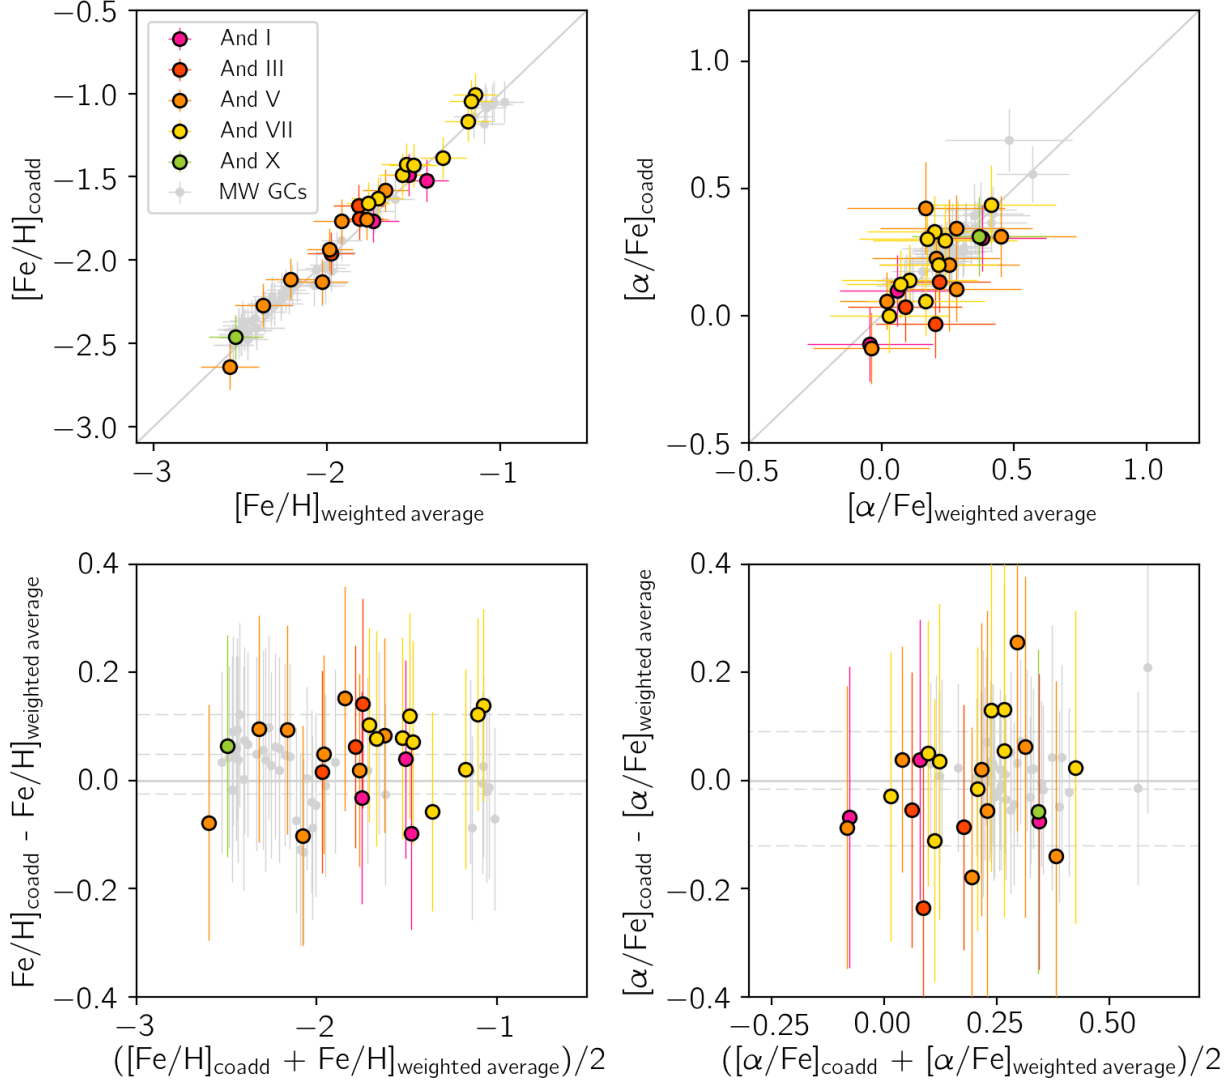 −0.5
−1.0
−1.5
−2.0
−2.5
−3.0
[Fe/H]coadd
And I
And III
And V
And VII
And X
MW GCs
−3
−2
−1
[Fe/H]weighted average
1.0
0.5
0.0
−0.5
[α/Fe]coadd
−0.5
0.0
0.5
1.0
[α/Fe]weighted average
0.4
0.2
0.0
−0.2
−0.4
Fe/H]coadd - Fe/H]weighted average
−3
−2
−1
([Fe/H]coadd + Fe/H]weighted average)/2
0.4
0.2
0.0
−0.2
−0.4
[α/Fe]coadd - [α/Fe]weighted average
−0.25
0.00
0.25
0.50
([α/Fe]coadd + [α/Fe]weighted average)/2